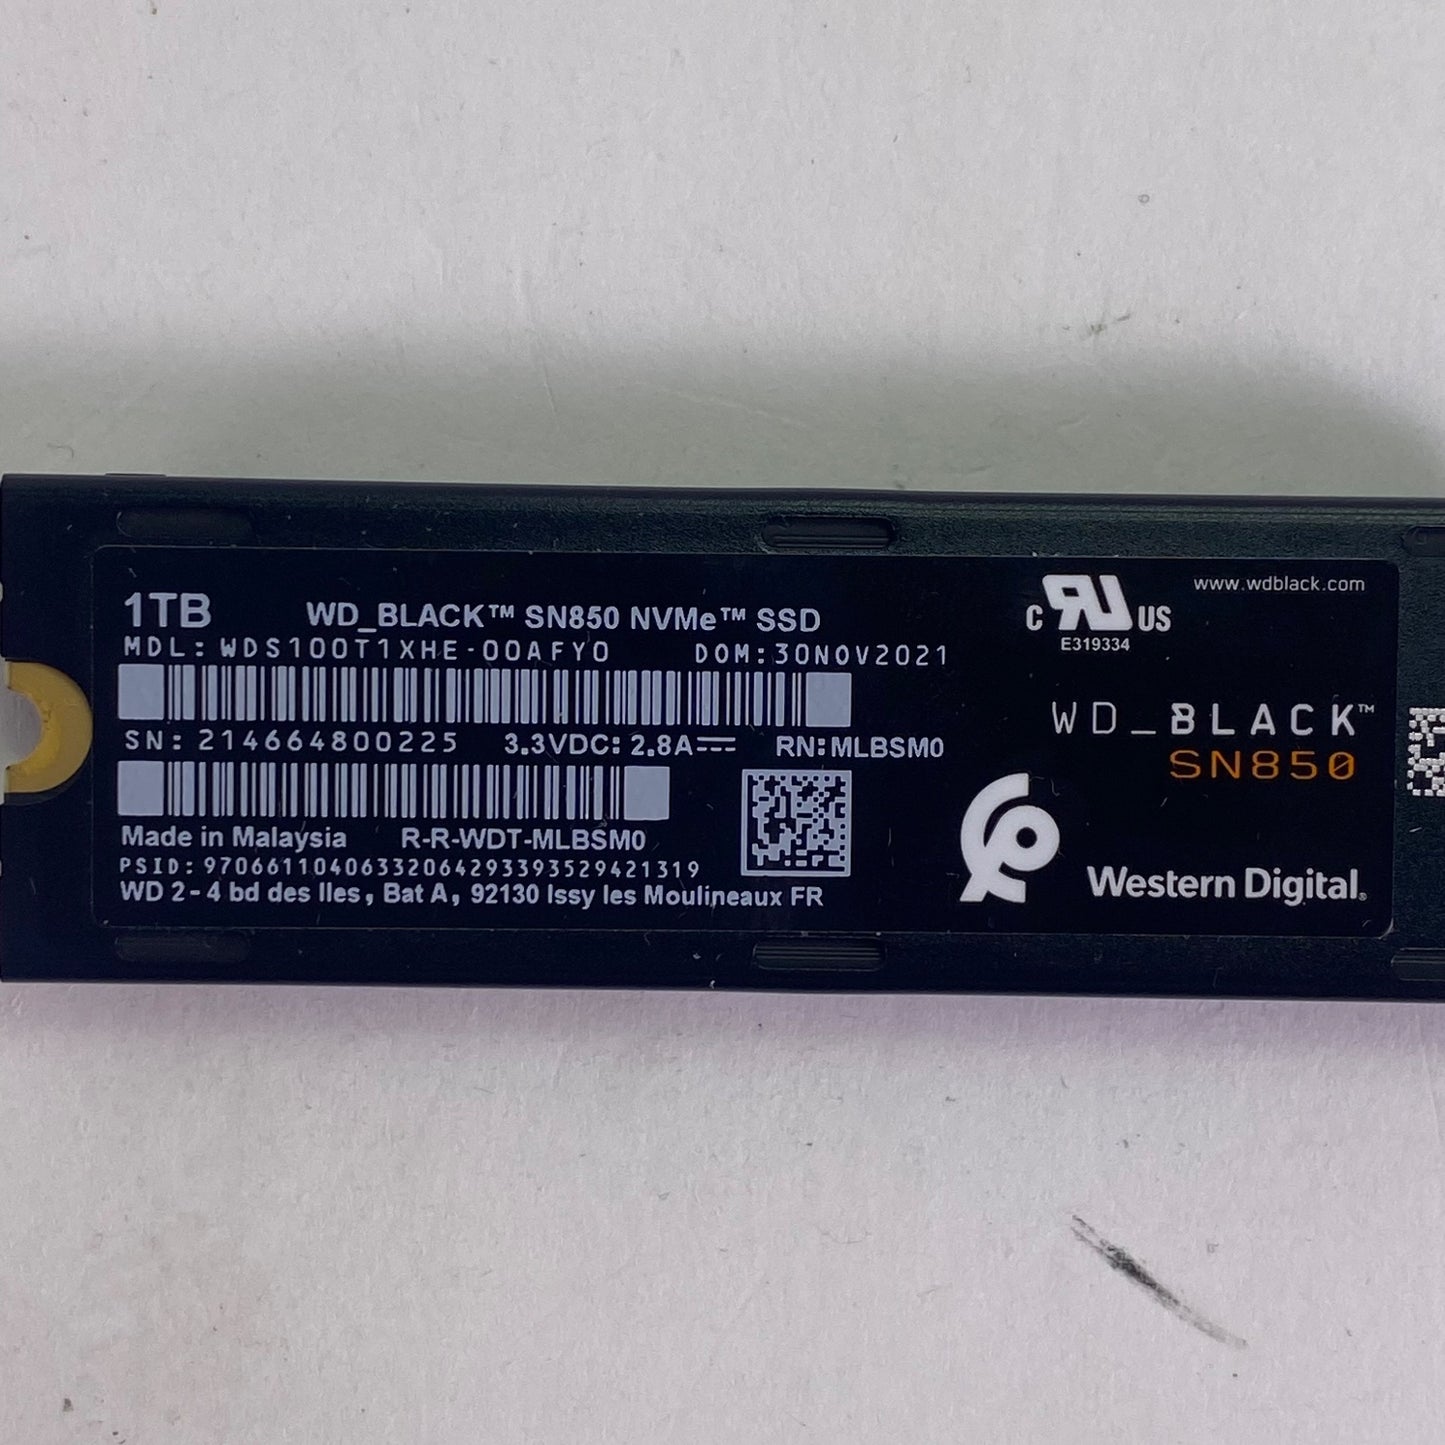 1TB WD_BLACK™ SN850 NVMe™ SSD
MDL: WDS100T1XHE-00AFY0 DOM:30NOV2021
SN: 214664800225 3.3VDC: 2.8A⎓ RN:MLBSM0
Made in Malaysia R-R-WDT-MLBSM0
PSID: 97066110406332064293393529421319
WD 2-4 bd des Iles, Bat A, 92130 Issy les Moulineaux FR
C RU US
E319334
www.wdblack.com
WD_BLACK™
SN850
Western Digital®